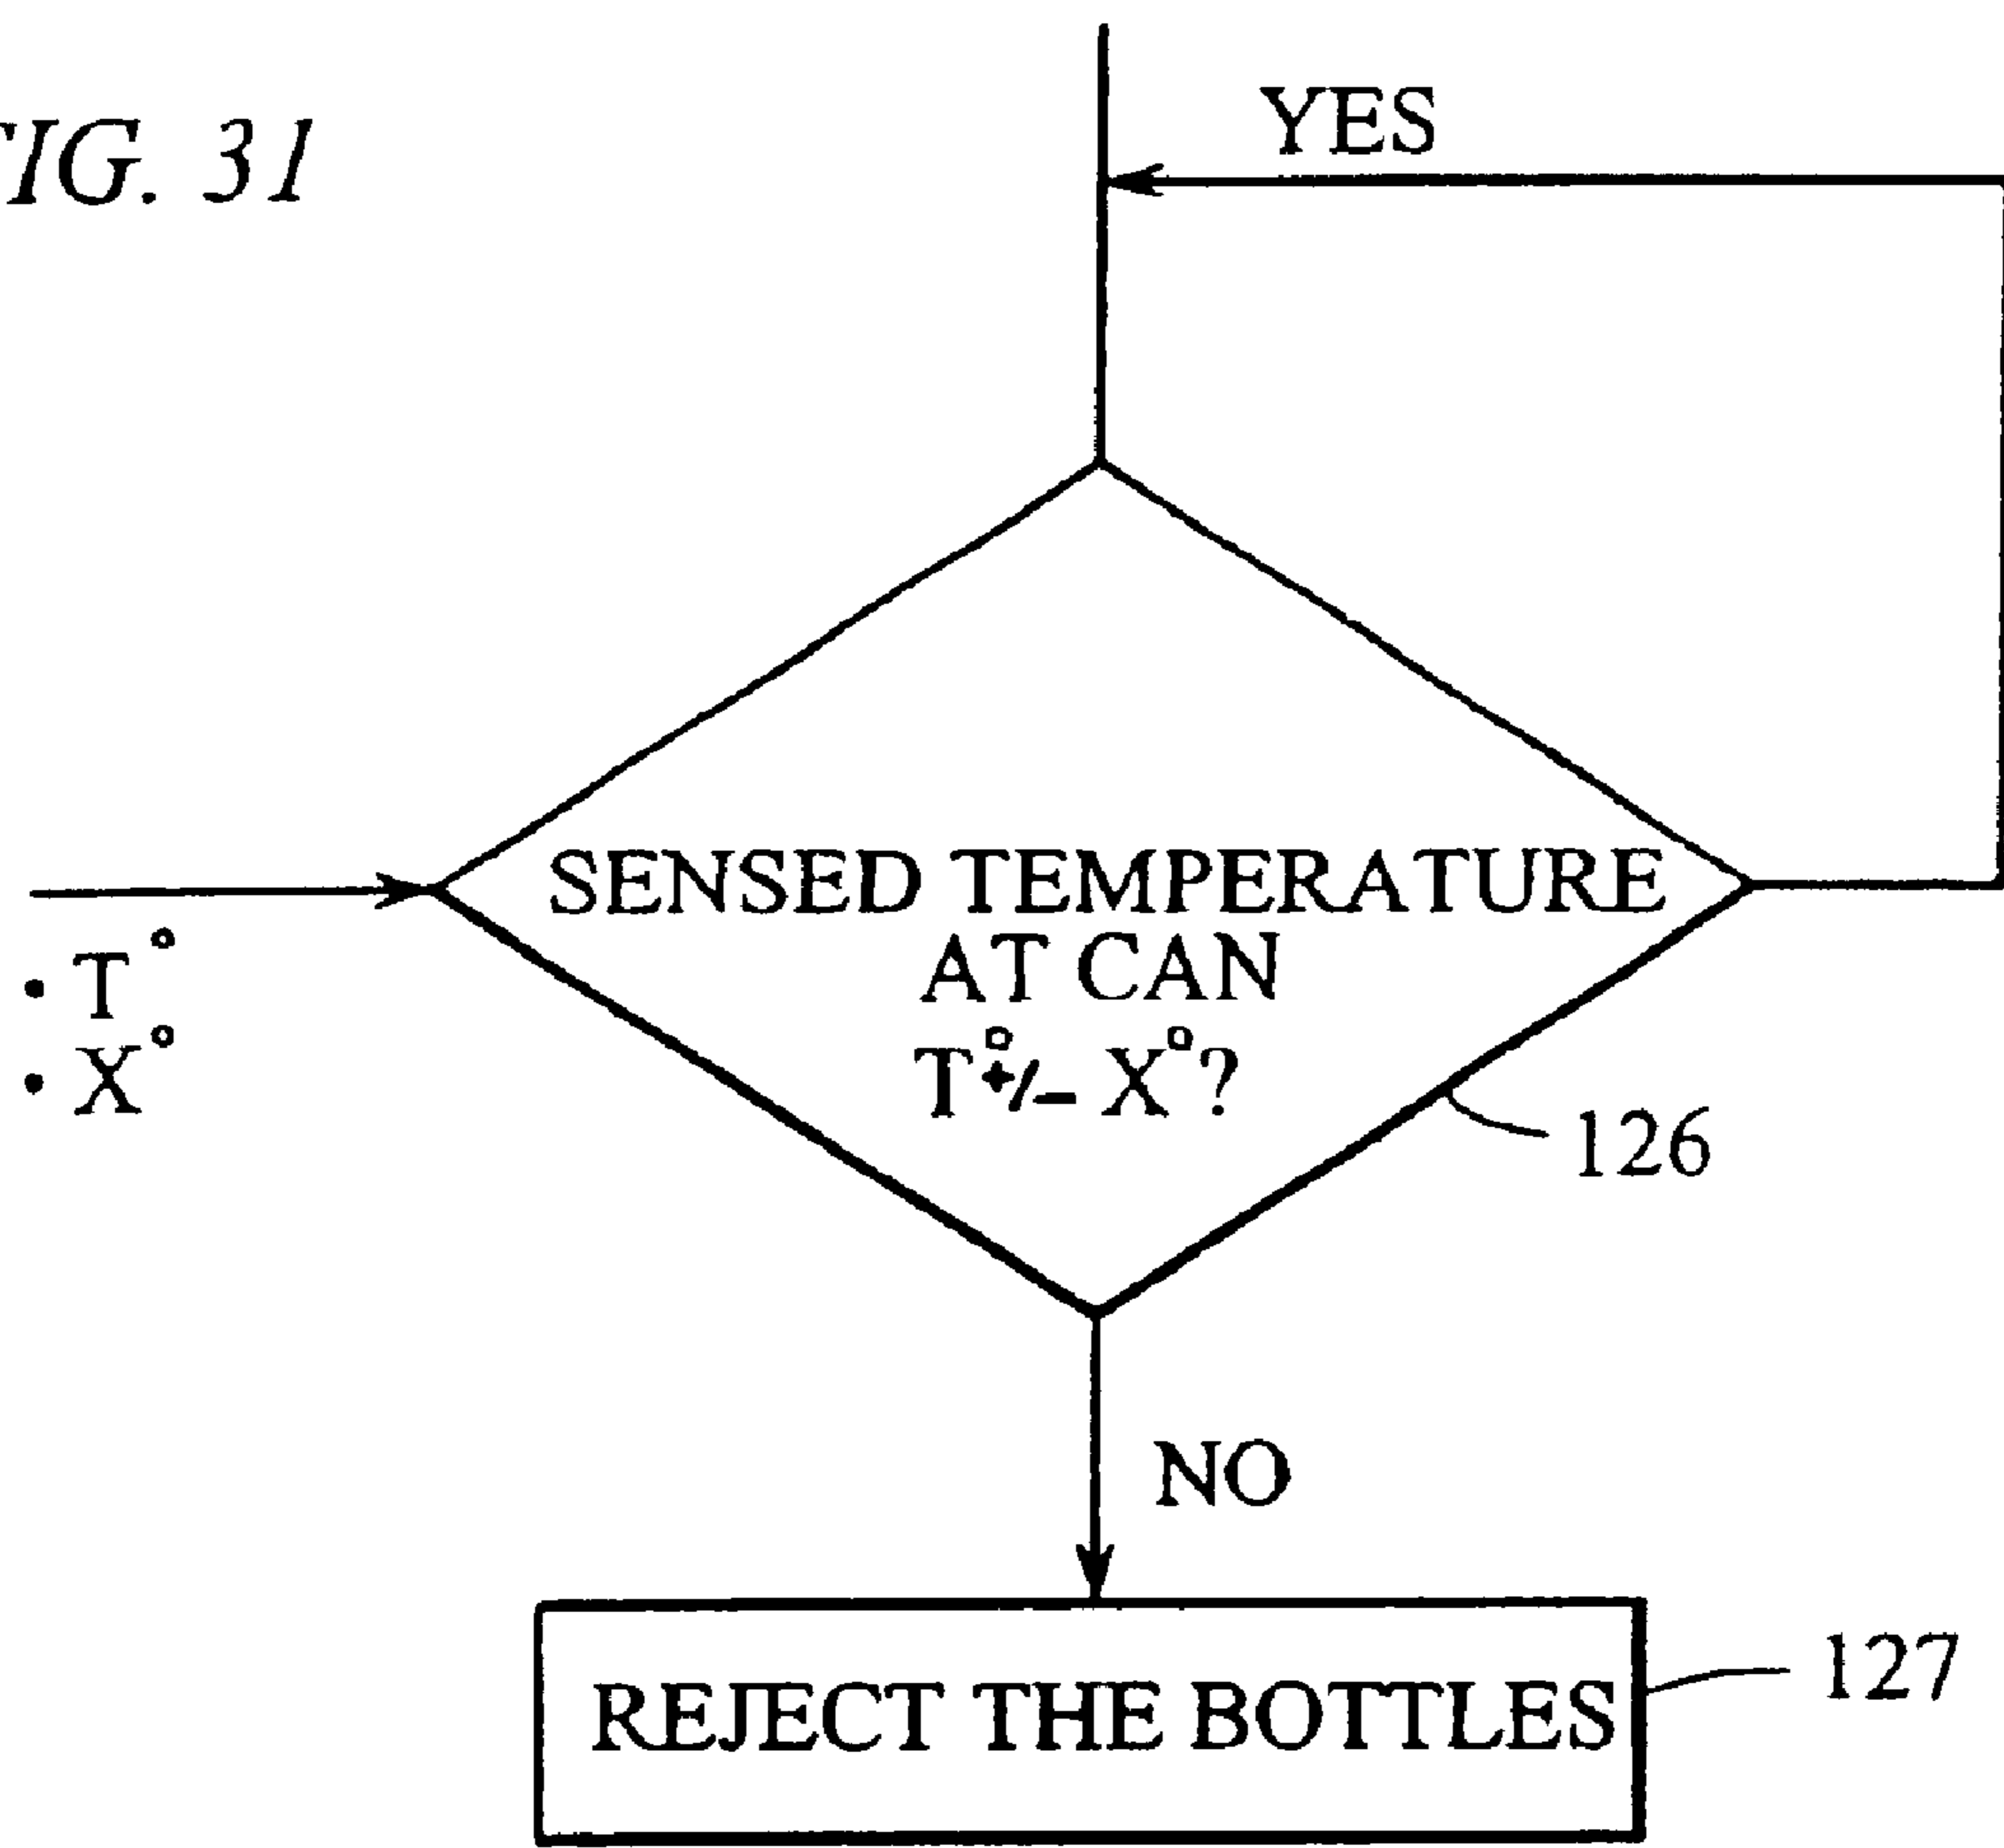 FIG. 31
YES
SENSED TEMPERATURE
AT CAN
T°+/- X°?
• T°
• X°
126
NO
REJECT THE BOTTLES
127